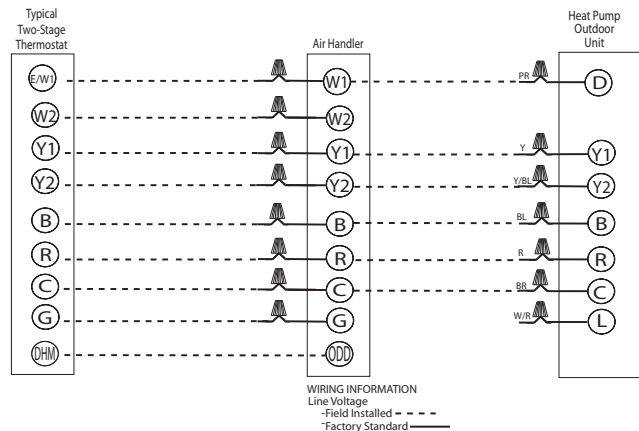 Typical
Two-Stage
Thermostat
Air Handler
Heat Pump
Outdoor
Unit
E/W1
W1
PR
D
W2
W2
Y1
Y1
Y
Y1
Y2
Y2
Y/BL
Y2
B
B
BL
B
R
R
R
R
C
C
BR
C
G
G
W/R
L
DHM
ODD
WIRING INFORMATION
Line Voltage
-Field Installed
-Factory Standard